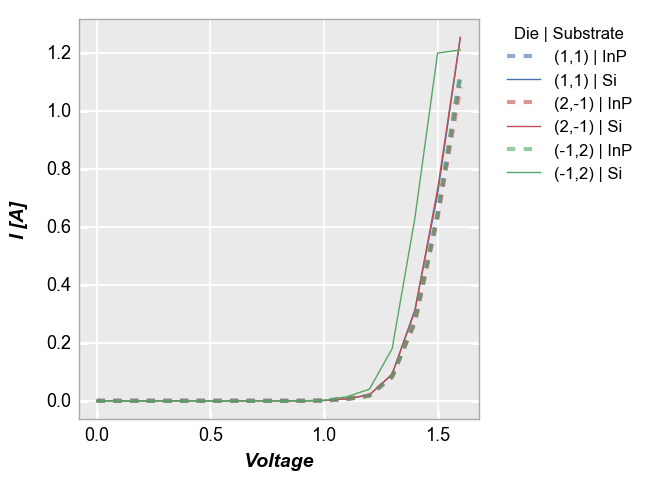 Die | Substrate
(1,1) | InP
(1,1) | Si
(2,-1) | InP
(2,-1) | Si
(-1,2) | InP
(-1,2) | Si
I [A]
1.2
1.0
0.8
0.6
0.4
0.2
0.0
0.0 0.5 1.0 1.5
Voltage